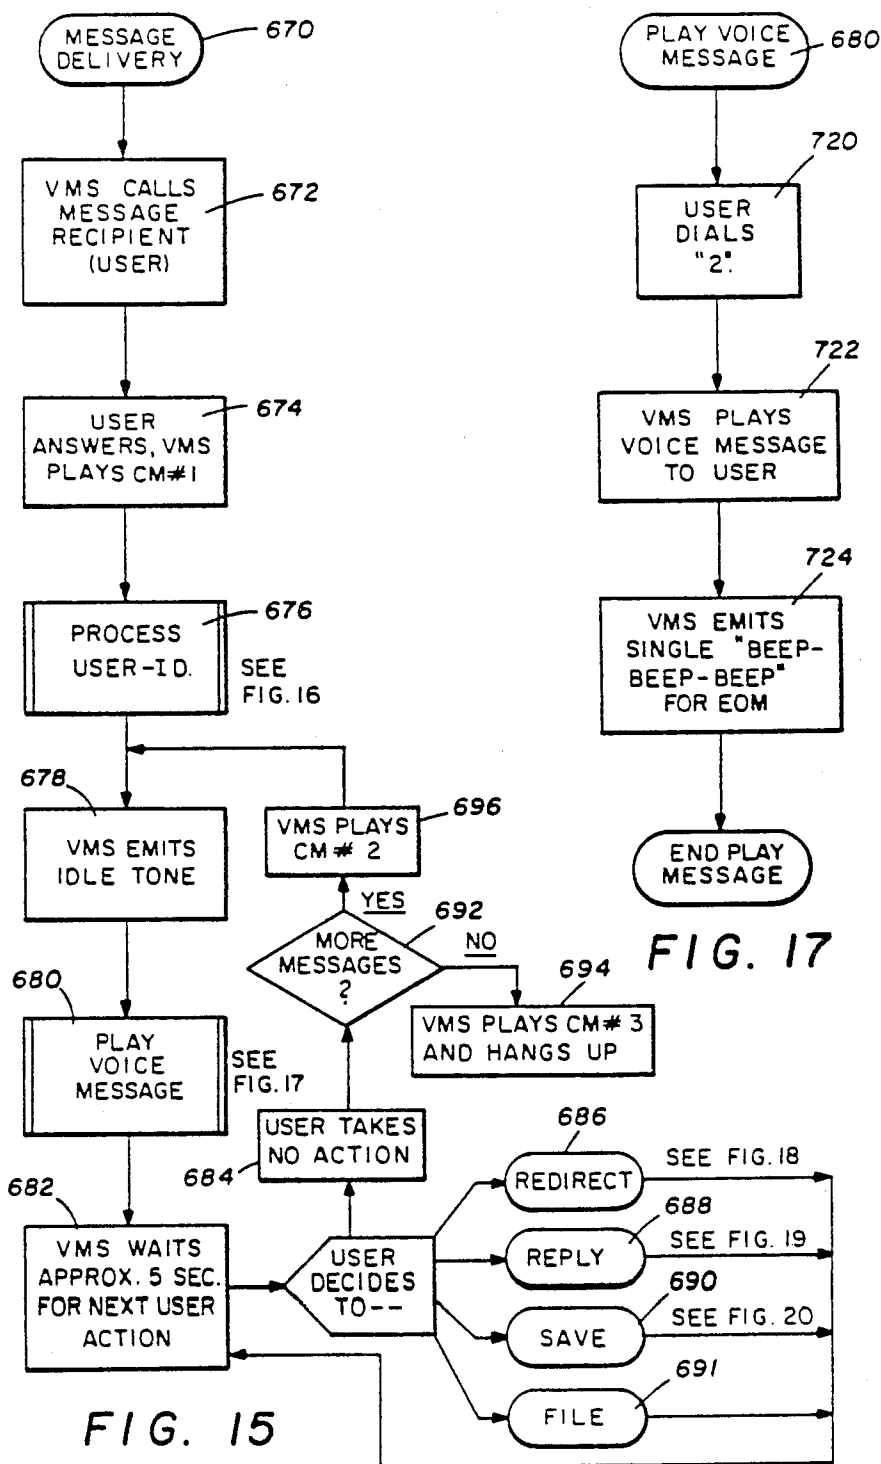 MESSAGE
DELIVERY
670
VMS CALLS
MESSAGE
RECIPIENT
(USER)
672
USER
ANSWERS, VMS
PLAYS CM#1
674
PROCESS
USER-ID.
676
SEE
FIG.16
678
VMS EMITS
IDLE TONE
680
PLAY
VOICE
MESSAGE
SEE
FIG.17
682
VMS WAITS
APPROX. 5 SEC.
FOR NEXT USER
ACTION
USER
DECIDES
TO--
684
USER TAKES
NO ACTION
MORE
MESSAGES
?
692
YES
NO
VMS PLAYS
CM# 2
696
694
VMS PLAYS CM# 3
AND HANGS UP
686
REDIRECT
SEE FIG. 18
688
REPLY
SEE FIG. 19
690
SAVE
SEE FIG. 20
691
FILE
FIG. 15
PLAY VOICE
MESSAGE
680
720
USER
DIALS
"2".
722
VMS PLAYS
VOICE MESSAGE
TO USER
724
VMS EMITS
SINGLE "BEEP-
BEEP-BEEP"
FOR EOM
END PLAY
MESSAGE
FIG. 17